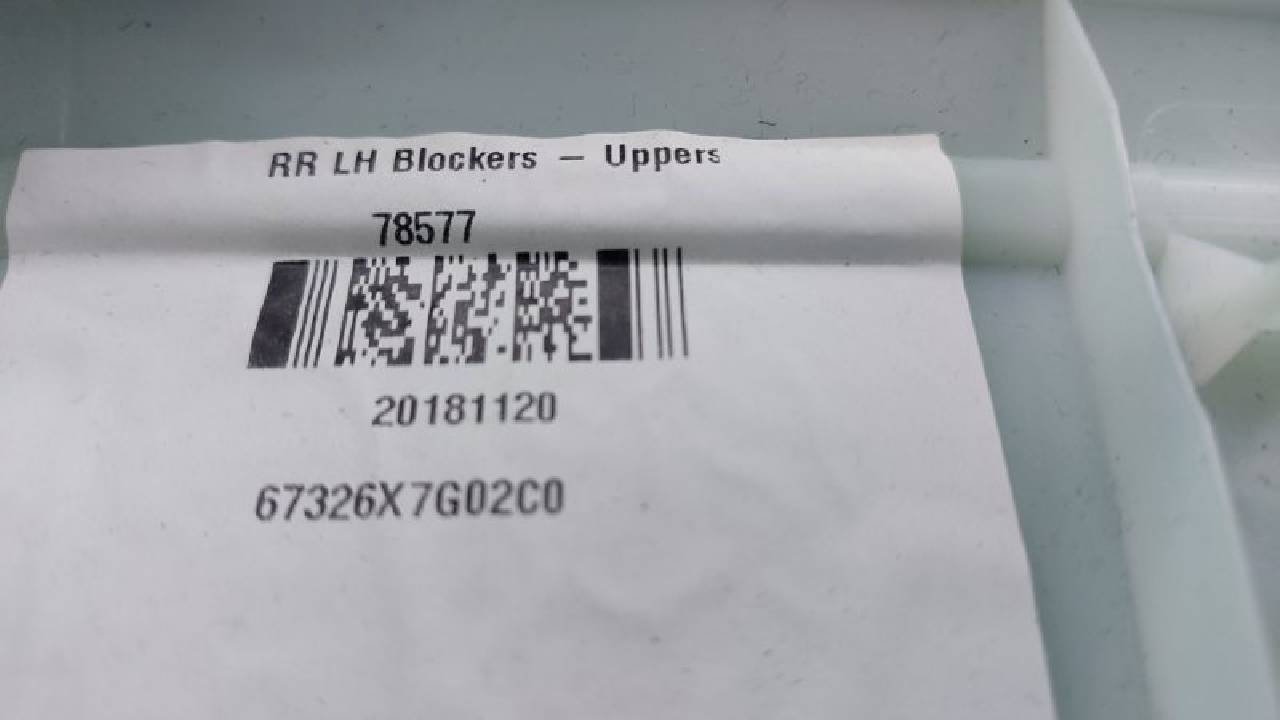 RR LH Blockers – Uppers
78577
20181120
67326X7G02C0